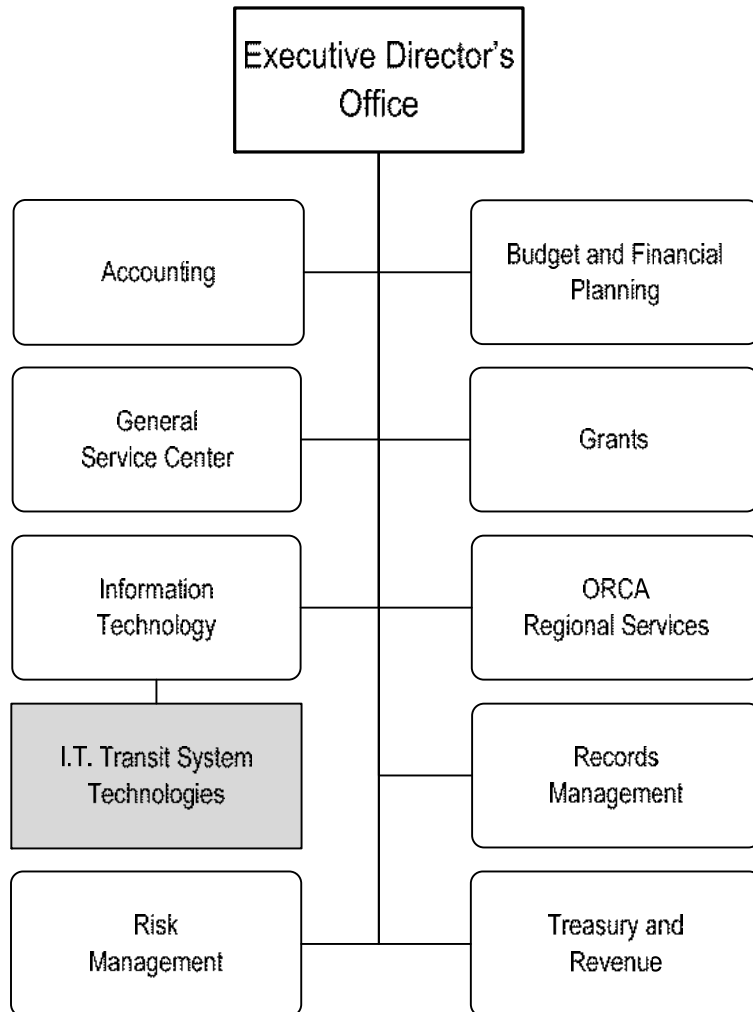 Executive Director’s
Office
Accounting
Budget and Financial
Planning
General
Service Center
Grants
Information
Technology
ORCA
Regional Services
I.T. Transit System
Technologies
Records
Management
Risk
Management
Treasury and
Revenue